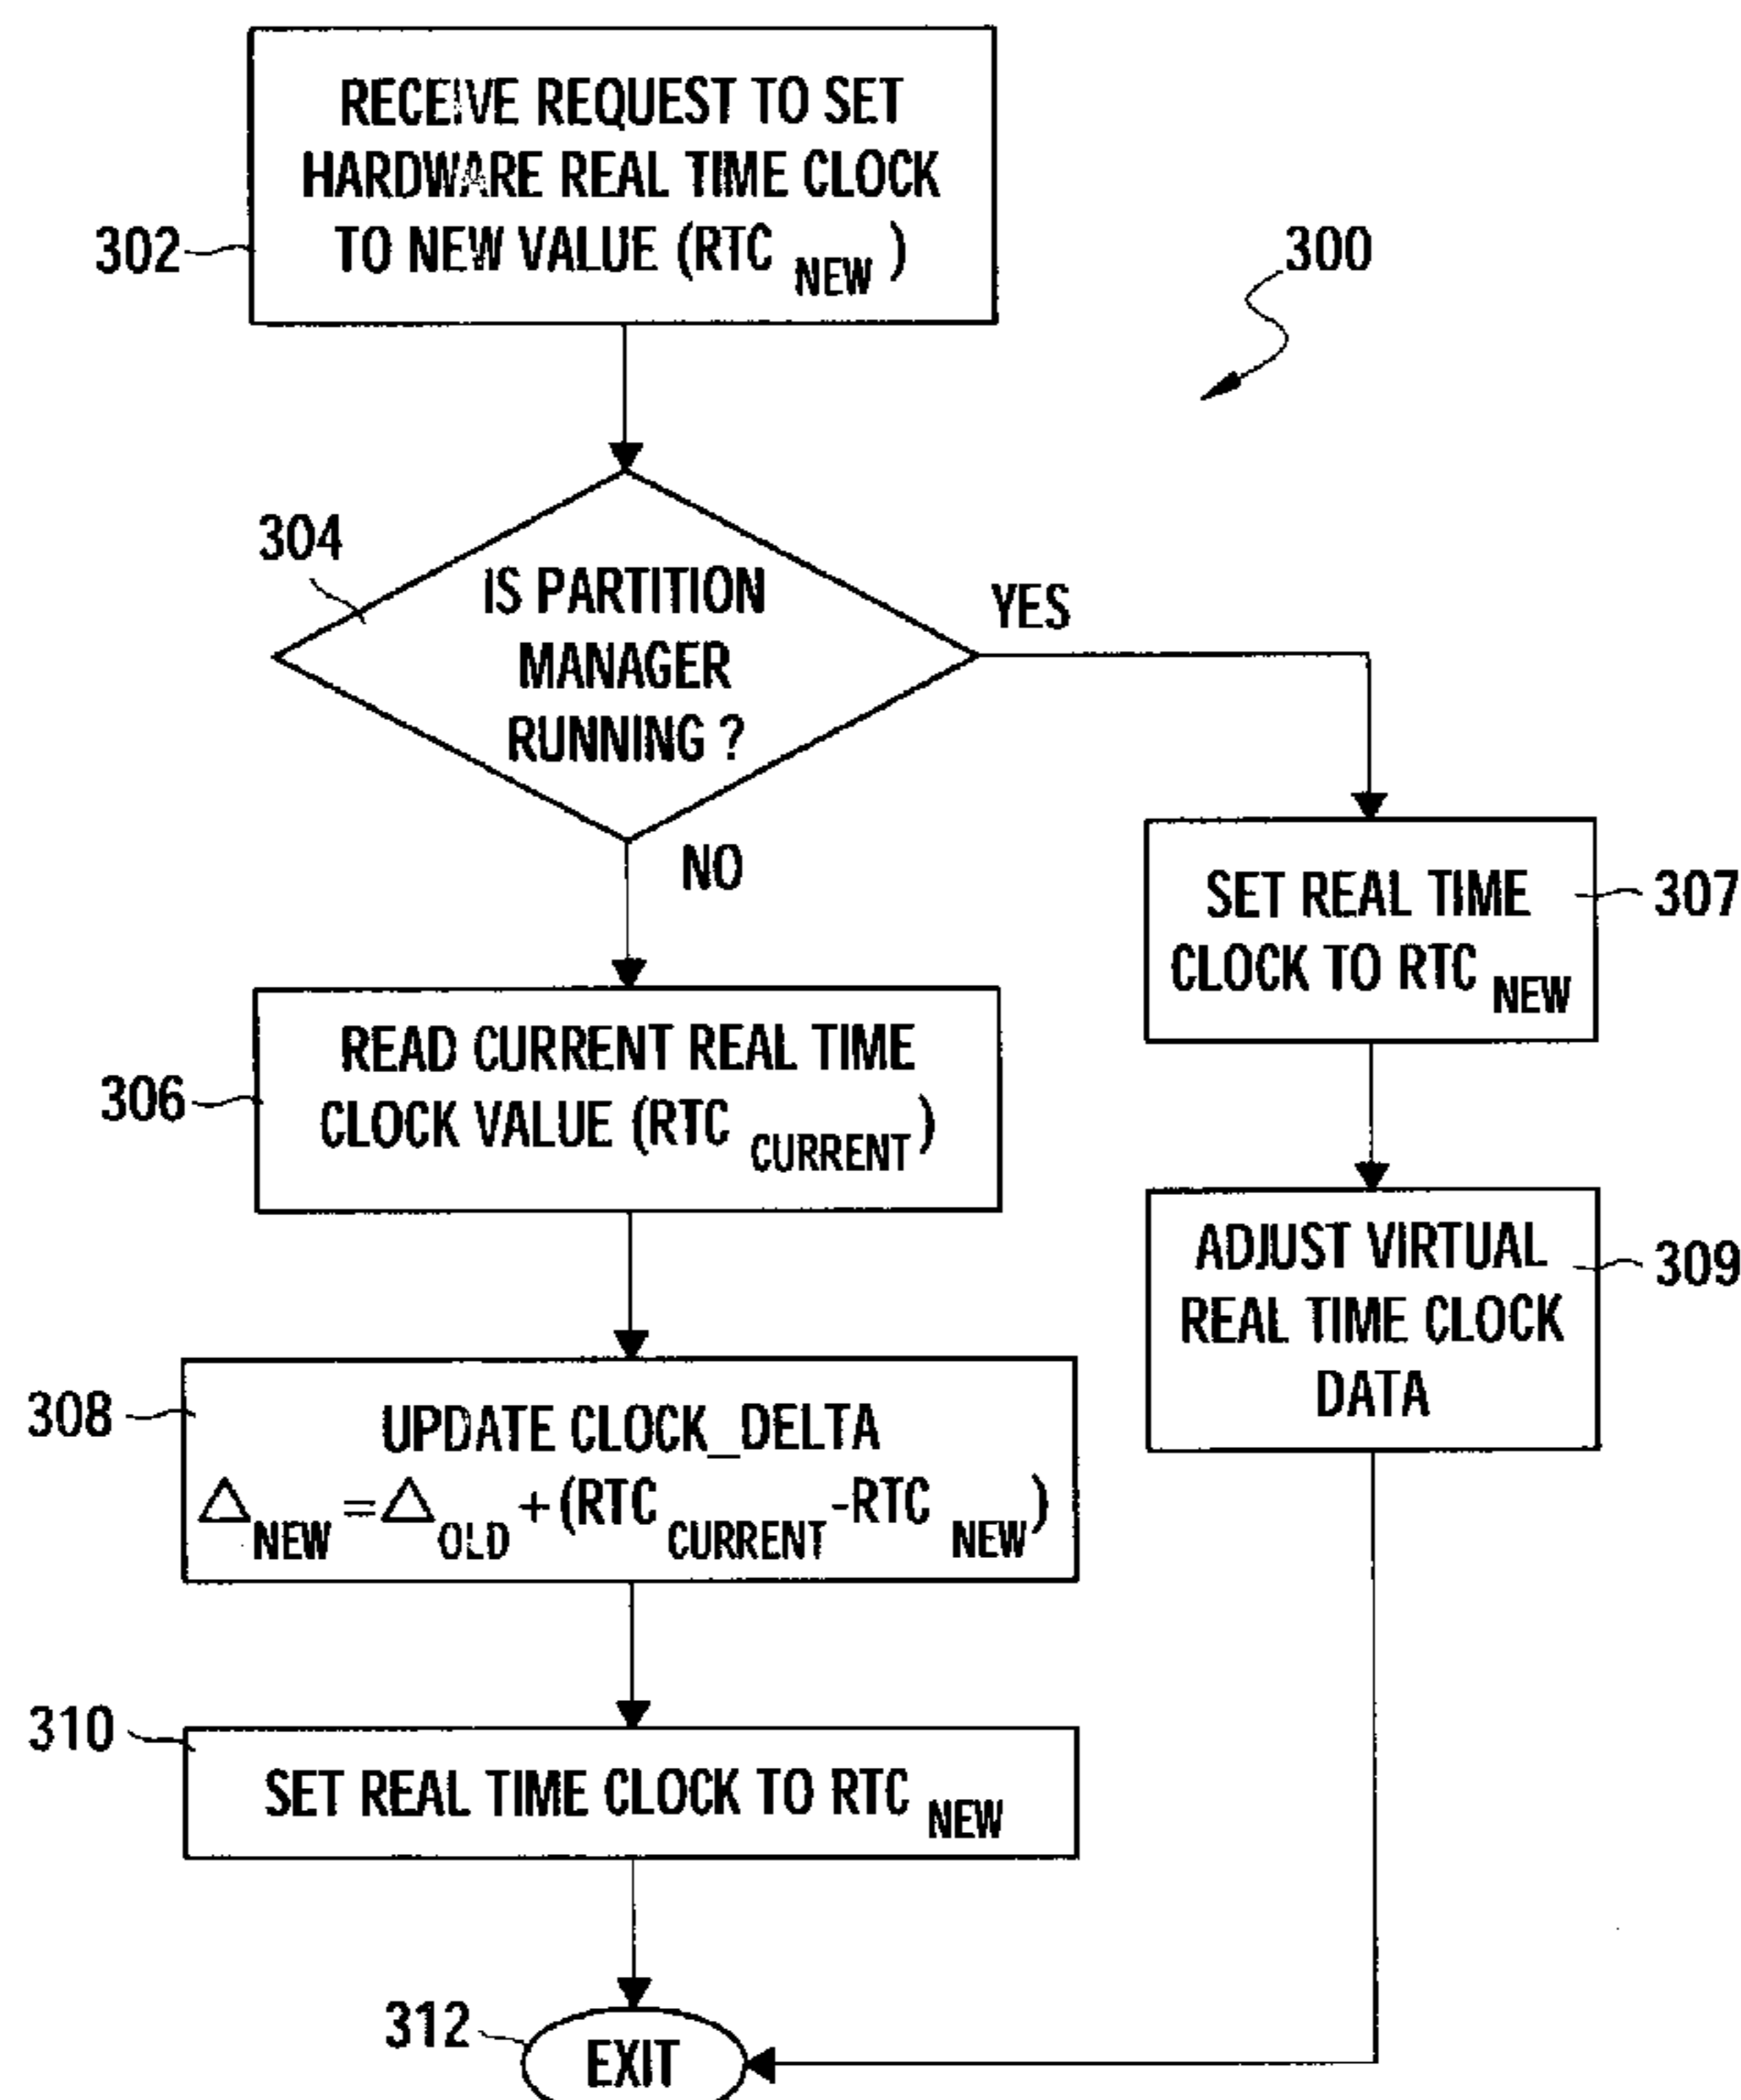 RECEIVE REQUEST TO SET
HARDWARE REAL TIME CLOCK
TO NEW VALUE (RTC NEW )
302
300
304
IS PARTITION
MANAGER
RUNNING ?
YES
NO
SET REAL TIME
CLOCK TO RTC NEW
307
READ CURRENT REAL TIME
CLOCK VALUE (RTC CURRENT)
306
ADJUST VIRTUAL
REAL TIME CLOCK
DATA
309
308
UPDATE CLOCK_DELTA
△NEW =△OLD +(RTC CURRENT-RTC NEW)
310
SET REAL TIME CLOCK TO RTC NEW
312
EXIT